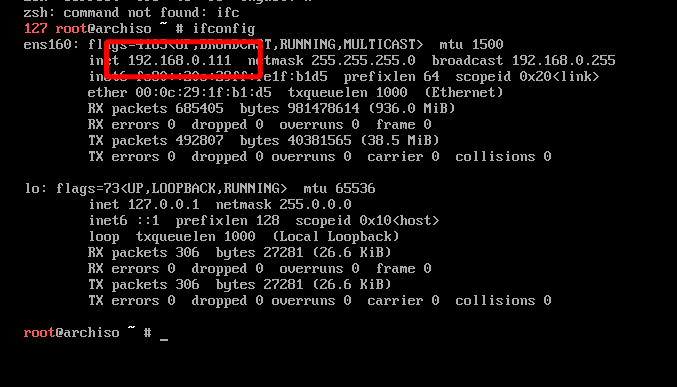 zsh: command not found: ifc
127 root@archiso ~ # ifconfig
ens160: flags=4163<UP,BROADCAST,RUNNING,MULTICAST> mtu 1500
inet 192.168.0.111 netmask 255.255.255.0 broadcast 192.168.0.255
inet6 prefixlen 64 scopeid 0x20<link>
ether 00:0c:29:1f:b1:d5 txqueuelen 1000 (Ethernet)
RX packets 685405 bytes 981478614 (936.0 MiB)
RX errors 0 dropped 0 overruns 0 frame 0
TX packets 492807 bytes 40381565 (38.5 MiB)
TX errors 0 dropped 0 overruns 0 carrier 0 collisions 0
lo: flags=73<UP,LOOPBACK,RUNNING> mtu 65536
inet 127.0.0.1 netmask 255.0.0.0
inet6 ::1 prefixlen 128 scopeid 0x10<host>
loop txqueuelen 1000 (Local Loopback)
RX packets 306 bytes 27281 (26.6 KiB)
RX errors 0 dropped 0 overruns 0 frame 0
TX packets 306 bytes 27281 (26.6 KiB)
TX errors 0 dropped 0 overruns 0 carrier 0 collisions 0
root@archiso ~ # _